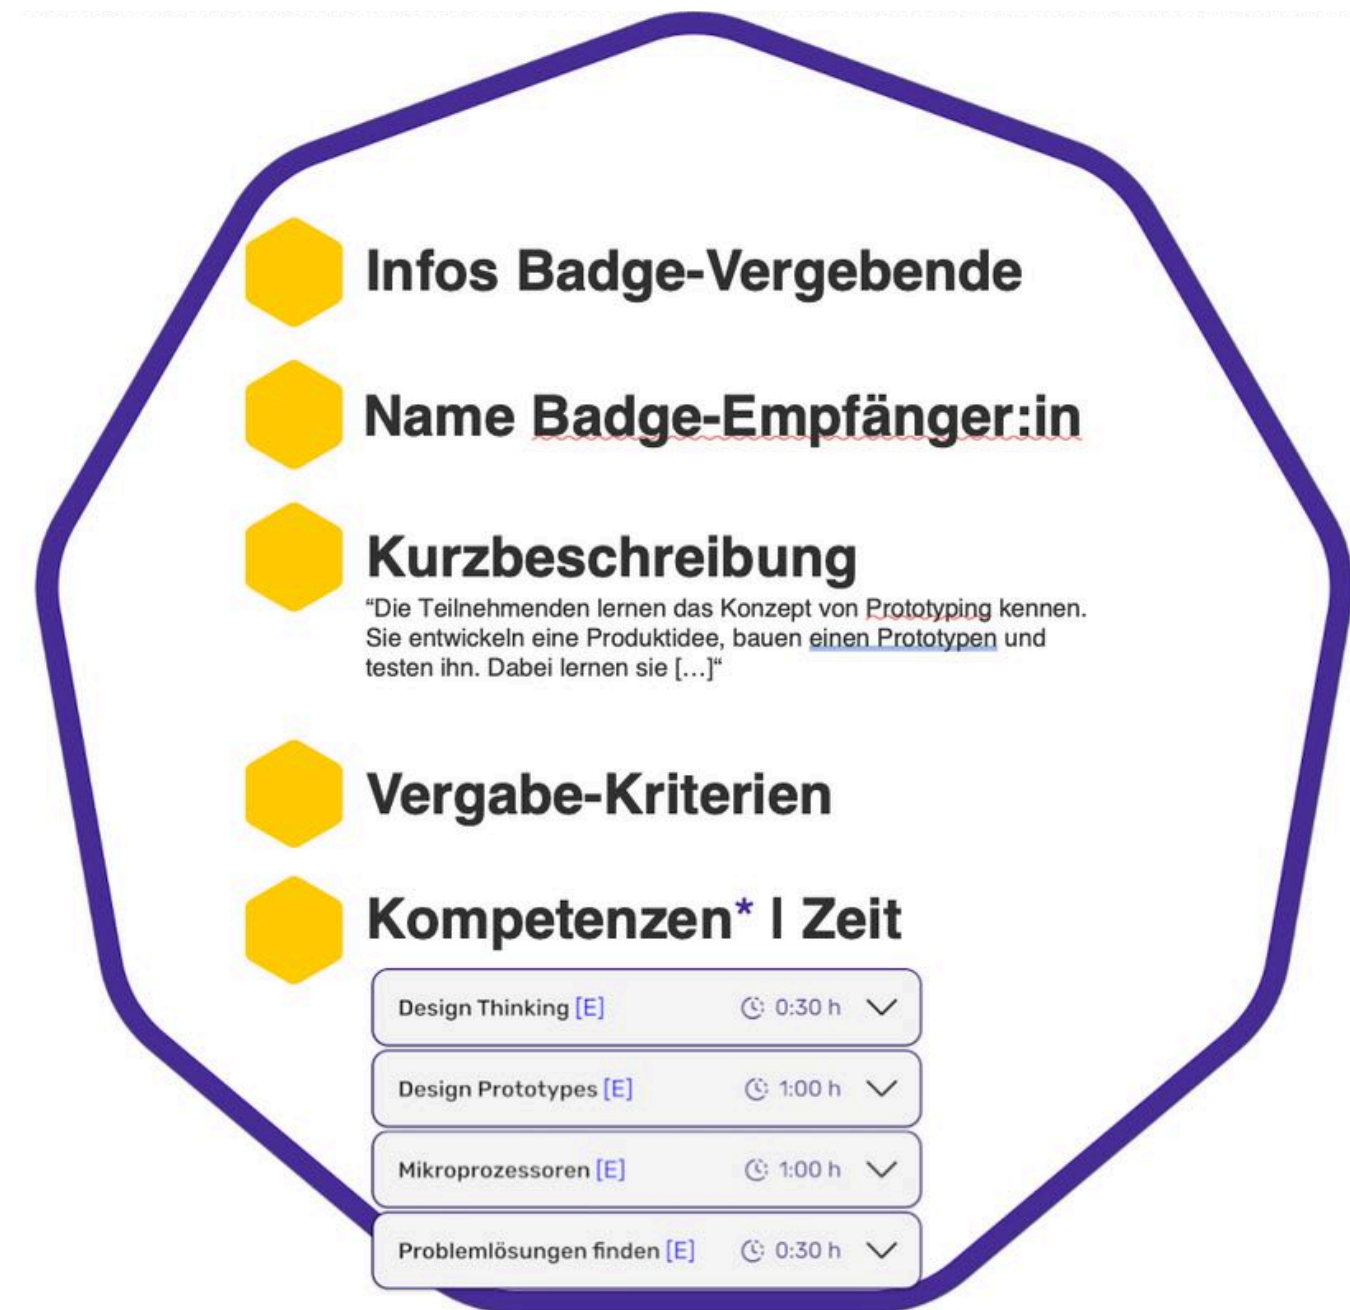 Infos Badge-Vergebende
Name Badge-Empfänger:in
Kurzbeschreibung
“Die Teilnehmenden lernen das Konzept von Prototyping kennen.
Sie entwickeln eine Produktidee, bauen einen Prototypen und
testen ihn. Dabei lernen sie […]“
Vergabe-Kriterien
Kompetenzen* | Zeit
Design Thinking [E] 0:30 h
Design Prototypes [E] 1:00 h
Mikroprozessoren [E] 1:00 h
Problemlösungen finden [E] 0:30 h